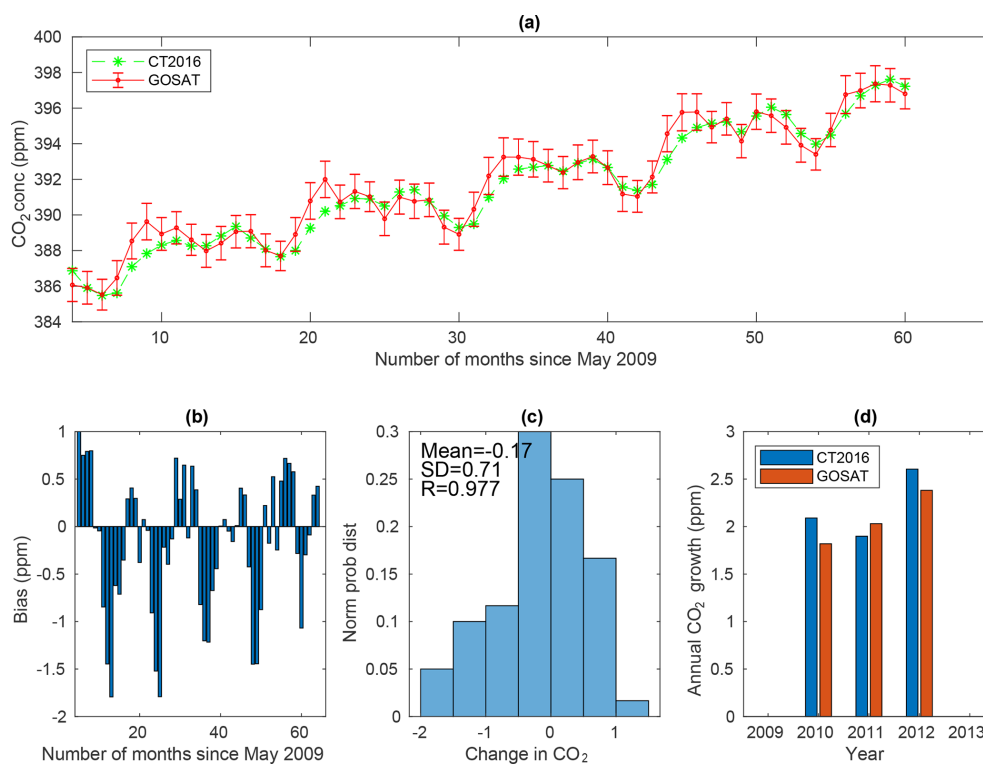 (a)
400
398
396
394
392
390
388
386
384
CO2 conc (ppm)
CT2016
GOSAT
10
20
30
40
50
60
Number of months since May 2009
(b)
1
0.5
0
-0.5
-1
-1.5
-2
Bias (ppm)
20
40
60
Number of months since May 2009
(c)
0.3
0.25
0.2
0.15
0.1
0.05
0
Norm prob dist
Mean=-0.17
SD=0.71
R=0.977
-2
-1
0
1
Change in CO2
(d)
3
2.5
2
1.5
1
0.5
0
Annual CO2 growth (ppm)
CT2016
GOSAT
2009 2010 2011 2012 2013
Year